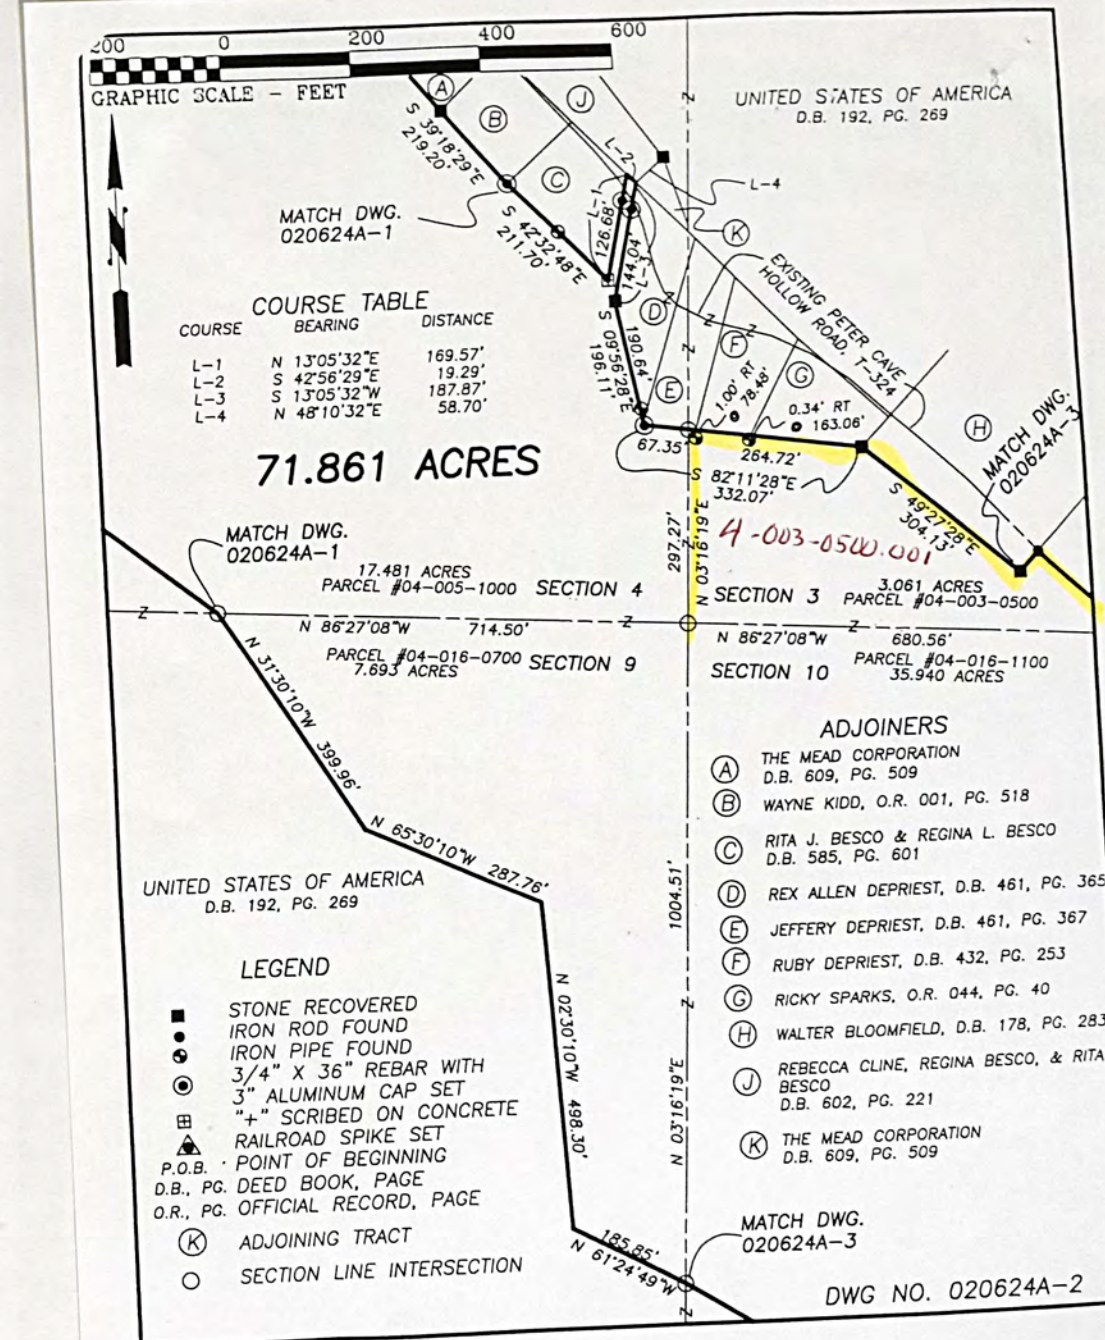 200 0 200 400 600
GRAPHIC SCALE - FEET
UNITED STATES OF AMERICA
D.B. 192, PG. 269
A
B
J
S 39°18'29"E
219.20'
C
L-2
L-1
L-4
K
MATCH DWG.
020624A-1
S 42°32'48"E
211.70'
126.68'
144.04'
L-3
EXISTING PETER CAVE
HOLLOW ROAD, T-324
N
COURSE TABLE
COURSE BEARING DISTANCE
L-1 N 13°05'32"E 169.57'
L-2 S 42°56'29"E 19.29'
L-3 S 13°05'32"W 187.87'
L-4 N 48°10'32"E 58.70'
D
Z
Z
F
G
E
S 09°56'28"E
190.64'
196.11'
1.00' RT
78.48'
0.34' RT
163.06'
H
MATCH DWG.
020624A-3
67.35'
264.72'
S 82°11'28"E
332.07'
S 49°27'28"E
304.13'
71.861 ACRES
297.27'
N 03°16'19"E
4-003-0500.001
MATCH DWG.
020624A-1
17.481 ACRES
PARCEL #04-005-1000 SECTION 4
SECTION 3
3.061 ACRES
PARCEL #04-003-0500
Z
N 86°27'08"W 714.50'
Z
N 86°27'08"W
Z
680.56'
PARCEL #04-016-0700 SECTION 9
7.693 ACRES
SECTION 10
PARCEL #04-016-1100
35.940 ACRES
N 31°30'10"W 399.96'
N 65°30'10"W 287.76'
UNITED STATES OF AMERICA
D.B. 192, PG. 269
1004.51'
N 03°16'19"E
N 02°30'10"W 498.30'
ADJOINERS
A THE MEAD CORPORATION
D.B. 609, PG. 509
B WAYNE KIDD, O.R. 001, PG. 518
C RITA J. BESCO & REGINA L. BESCO
D.B. 585, PG. 601
D REX ALLEN DEPRIEST, D.B. 461, PG. 365
E JEFFERY DEPRIEST, D.B. 461, PG. 367
F RUBY DEPRIEST, D.B. 432, PG. 253
G RICKY SPARKS, O.R. 044, PG. 40
H WALTER BLOOMFIELD, D.B. 178, PG. 283
J REBECCA CLINE, REGINA BESCO, & RITA
BESCO
D.B. 602, PG. 221
K THE MEAD CORPORATION
D.B. 609, PG. 509
LEGEND
STONE RECOVERED
IRON ROD FOUND
IRON PIPE FOUND
3/4" X 36" REBAR WITH
3" ALUMINUM CAP SET
"+" SCRIBED ON CONCRETE
RAILROAD SPIKE SET
P.O.B. POINT OF BEGINNING
D.B., PG. DEED BOOK, PAGE
O.R., PG. OFFICIAL RECORD, PAGE
K ADJOINING TRACT
SECTION LINE INTERSECTION
185.85'
N 61°24'49"W
MATCH DWG.
020624A-3
DWG NO. 020624A-2